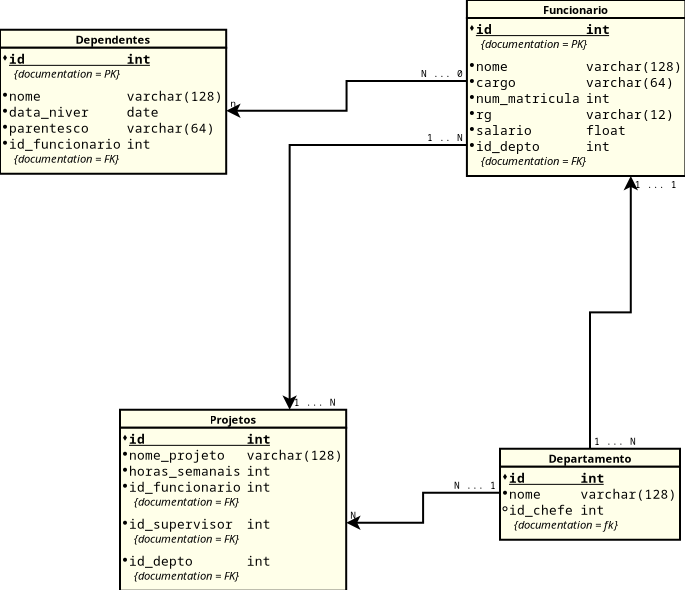 Dependentes
id int
{documentation = PK}
nome varchar(128)
data_niver date
parentesco varchar(64)
id_funcionario int
{documentation = FK}
n
N ... 0
Funcionario
id int
{documentation = PK}
nome varchar(128)
cargo varchar(64)
num_matricula int
rg varchar(12)
salario float
id_depto int
{documentation = FK}
1 .. N
1 ... 1
1 ... N
Projetos
id int
nome_projeto varchar(128)
horas_semanais int
id_funcionario int
{documentation = FK}
id_supervisor int
{documentation = FK}
id_depto int
{documentation = FK}
N
N ... 1
1 ... N
Departamento
id int
nome varchar(128)
id_chefe int
{documentation = fk}